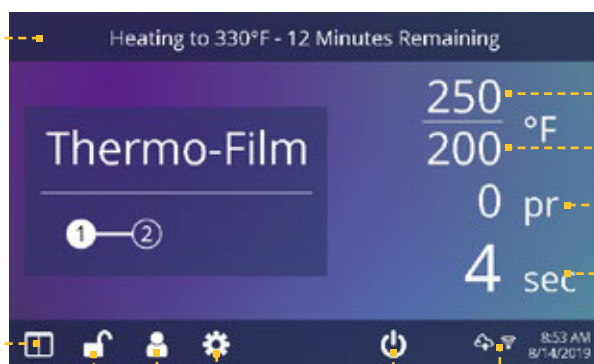 Heating to 330°F - 12 Minutes Remaining
250
°F
200
Thermo-Film
0 pr
1 2
4 sec
8:53 AM
8/14/2019